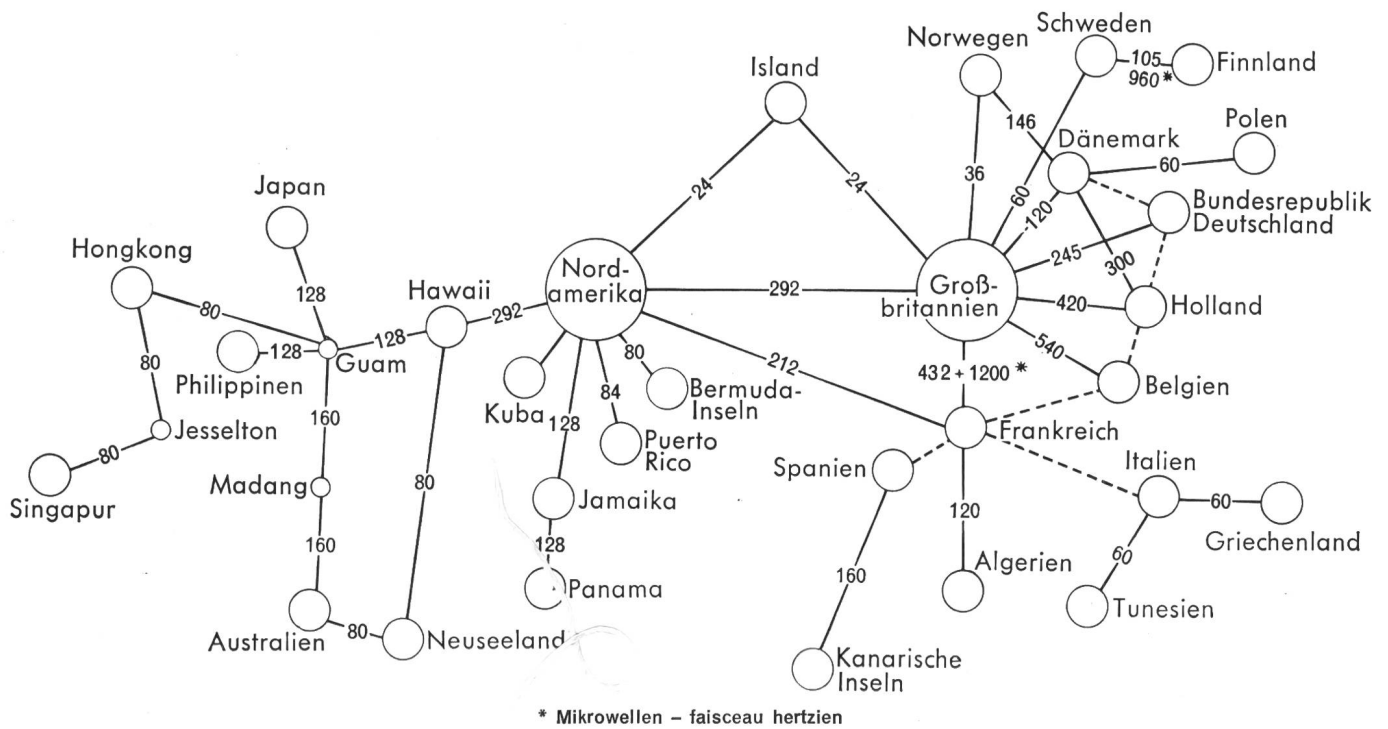 Schweden
Norwegen
105
Finnland
960 *
Island
146
Polen
Dänemark
60
36
Japan
24
24
60
Bundesrepublik
Deutschland
120
Hongkong
245
300
Nord-
amerika
Groß-
britannien
Hawaii
128
292
292
420
Holland
80
128
128
Guam
540
80
80
212
432 + 1200 *
Philippinen
Kuba
84
Bermuda-
Inseln
Belgien
160
128
Jesselton
Puerto
Rico
Frankreich
80
Spanien
Italien
Singapur
Madang
80
Jamaika
120
60
Griechenland
160
128
160
60
Algerien
Panama
Tunesien
Australien
80
Neuseeland
Kanarische
Inseln
* Mikrowellen – faisceau hertzien